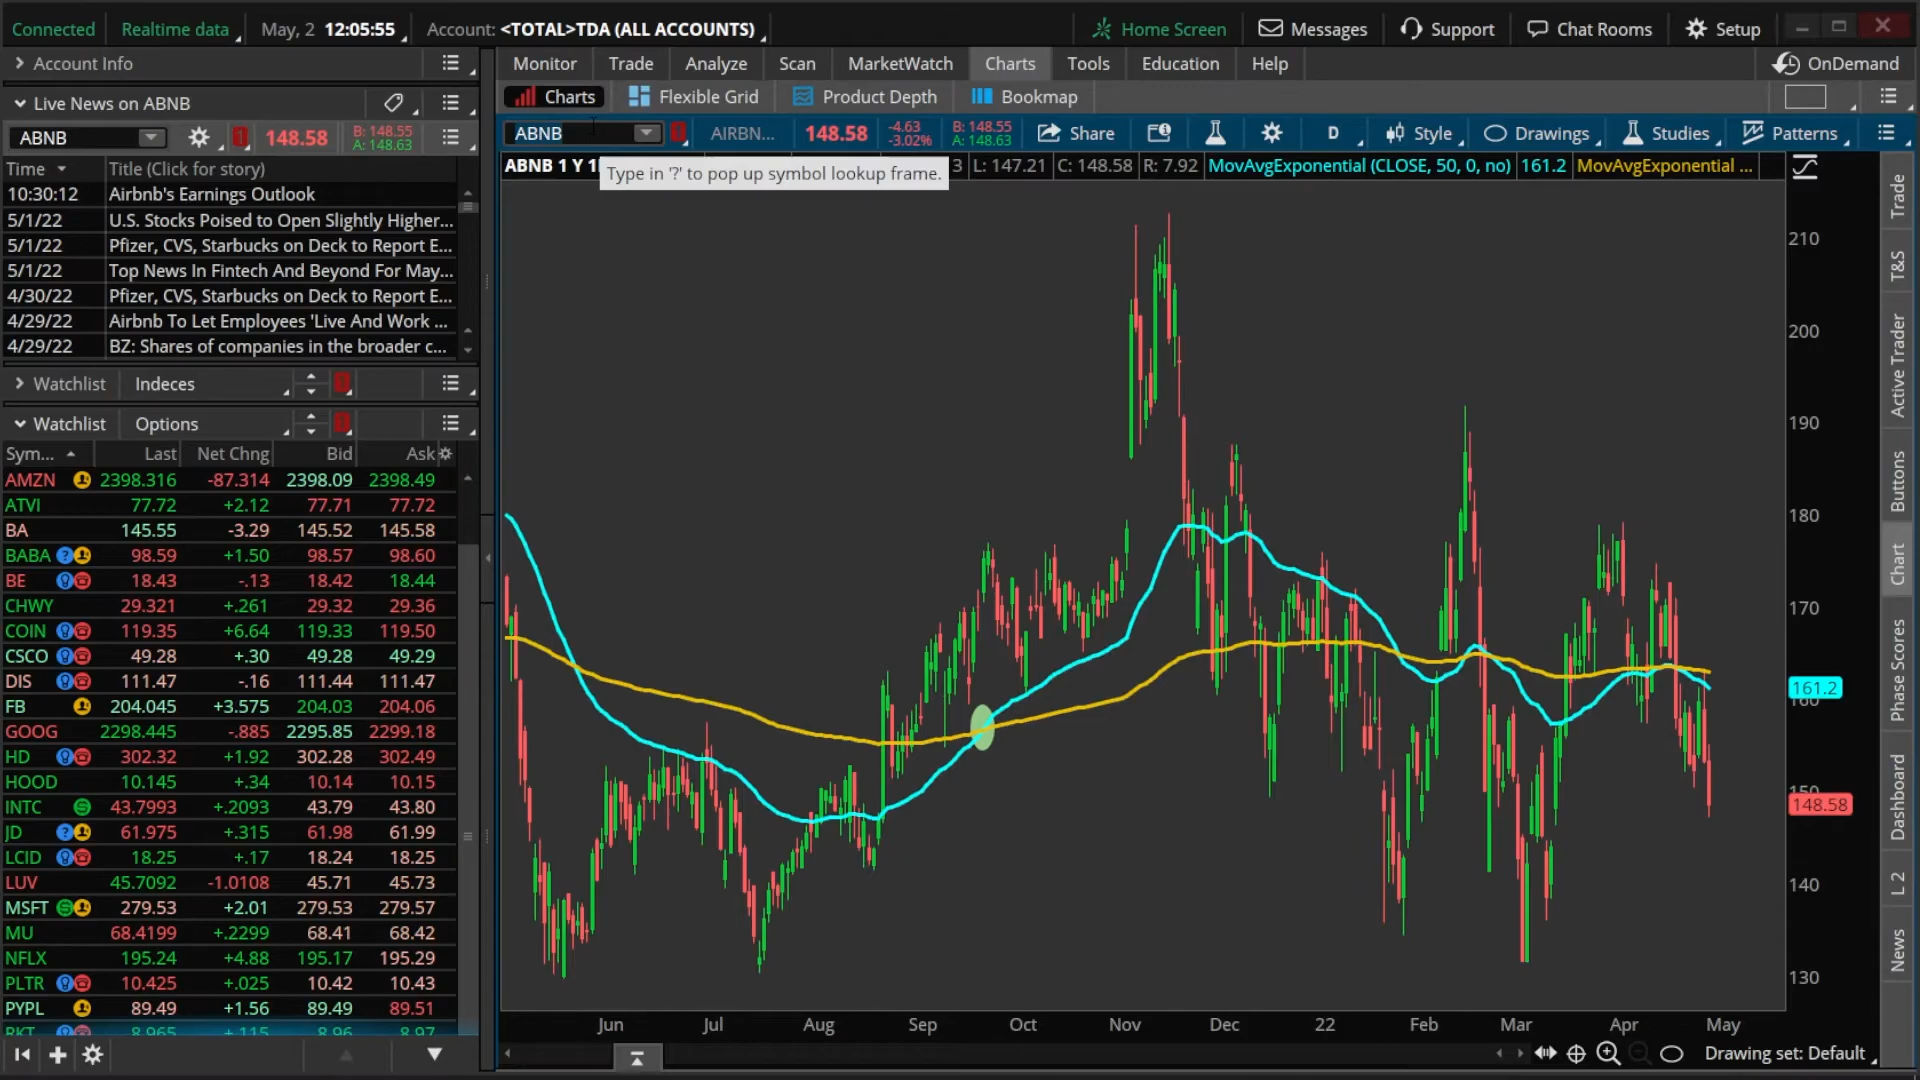 Connected Realtime data May, 2 12:05:55 Account: <TOTAL>TDA (ALL ACCOUNTS) Home Screen Messages Support Chat Rooms Setup
Account Info
Monitor Trade Analyze Scan MarketWatch Charts Tools Education Help OnDemand
Live News on ABNB
Charts Flexible Grid Product Depth Bookmap
ABNB 1 148.58 B: 148.55 A: 148.63
ABNB AIRBN... 148.58 -4.63 -3.02% B: 148.55 A: 148.63 Share D Style Drawings Studies Patterns
Time Title (Click for story)
ABNB 1 Y 1 3 L: 147.21 C: 148.58 R: 7.92 MovAvgExponential (CLOSE, 50, 0, no) 161.2 MovAvgExponential ...
Type in '?' to pop up symbol lookup frame.
10:30:12 Airbnb's Earnings Outlook
5/1/22 U.S. Stocks Poised to Open Slightly Higher...
5/1/22 Pfizer, CVS, Starbucks on Deck to Report E...
5/1/22 Top News In Fintech And Beyond For May...
4/30/22 Pfizer, CVS, Starbucks on Deck to Report E...
4/29/22 Airbnb To Let Employees 'Live And Work ...
4/29/22 BZ: Shares of companies in the broader c...
Watchlist Indeces 1
Watchlist Options 1
Sym... Last Net Chng Bid Ask
AMZN 2398.316 -87.314 2398.09 2398.49
ATVI 77.72 +2.12 77.71 77.72
BA 145.55 -3.29 145.52 145.58
BABA 98.59 +1.50 98.57 98.60
BE 18.43 -.13 18.42 18.44
CHWY 29.321 +.261 29.32 29.36
COIN 119.35 +6.64 119.33 119.50
CSCO 49.28 +.30 49.28 49.29
DIS 111.47 -.16 111.44 111.47
FB 204.045 +3.575 204.03 204.06
GOOG 2298.445 -.885 2295.85 2299.18
HD 302.32 +1.92 302.28 302.49
HOOD 10.145 +.34 10.14 10.15
INTC 43.7993 +.2093 43.79 43.80
JD 61.975 +.315 61.98 61.99
LCID 18.25 +.17 18.24 18.25
LUV 45.7092 -1.0108 45.71 45.73
MSFT 279.53 +2.01 279.53 279.57
MU 68.4199 +.2299 68.41 68.42
NFLX 195.24 +4.88 195.17 195.29
PLTR 10.425 +.025 10.42 10.43
PYPL 89.49 +1.56 89.49 89.51
RKT 8.965 +.115 8.96 8.97
210
200
190
180
170
161.2
160
150
148.58
140
130
Jun Jul Aug Sep Oct Nov Dec 22 Feb Mar Apr May
Drawing set: Default
Trade
T&S
Active Trader
Buttons
Chart
Phase Scores
Dashboard
L 2
News